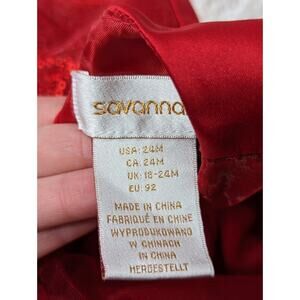 savanna
USA: 24M
CA: 24M
UK: 18-24M
EU: 92
MADE IN CHINA
FABRIQUÉ EN CHINE
WYPRODUKOWANO
W CHINACH
IN CHINA
HERGESTELLT